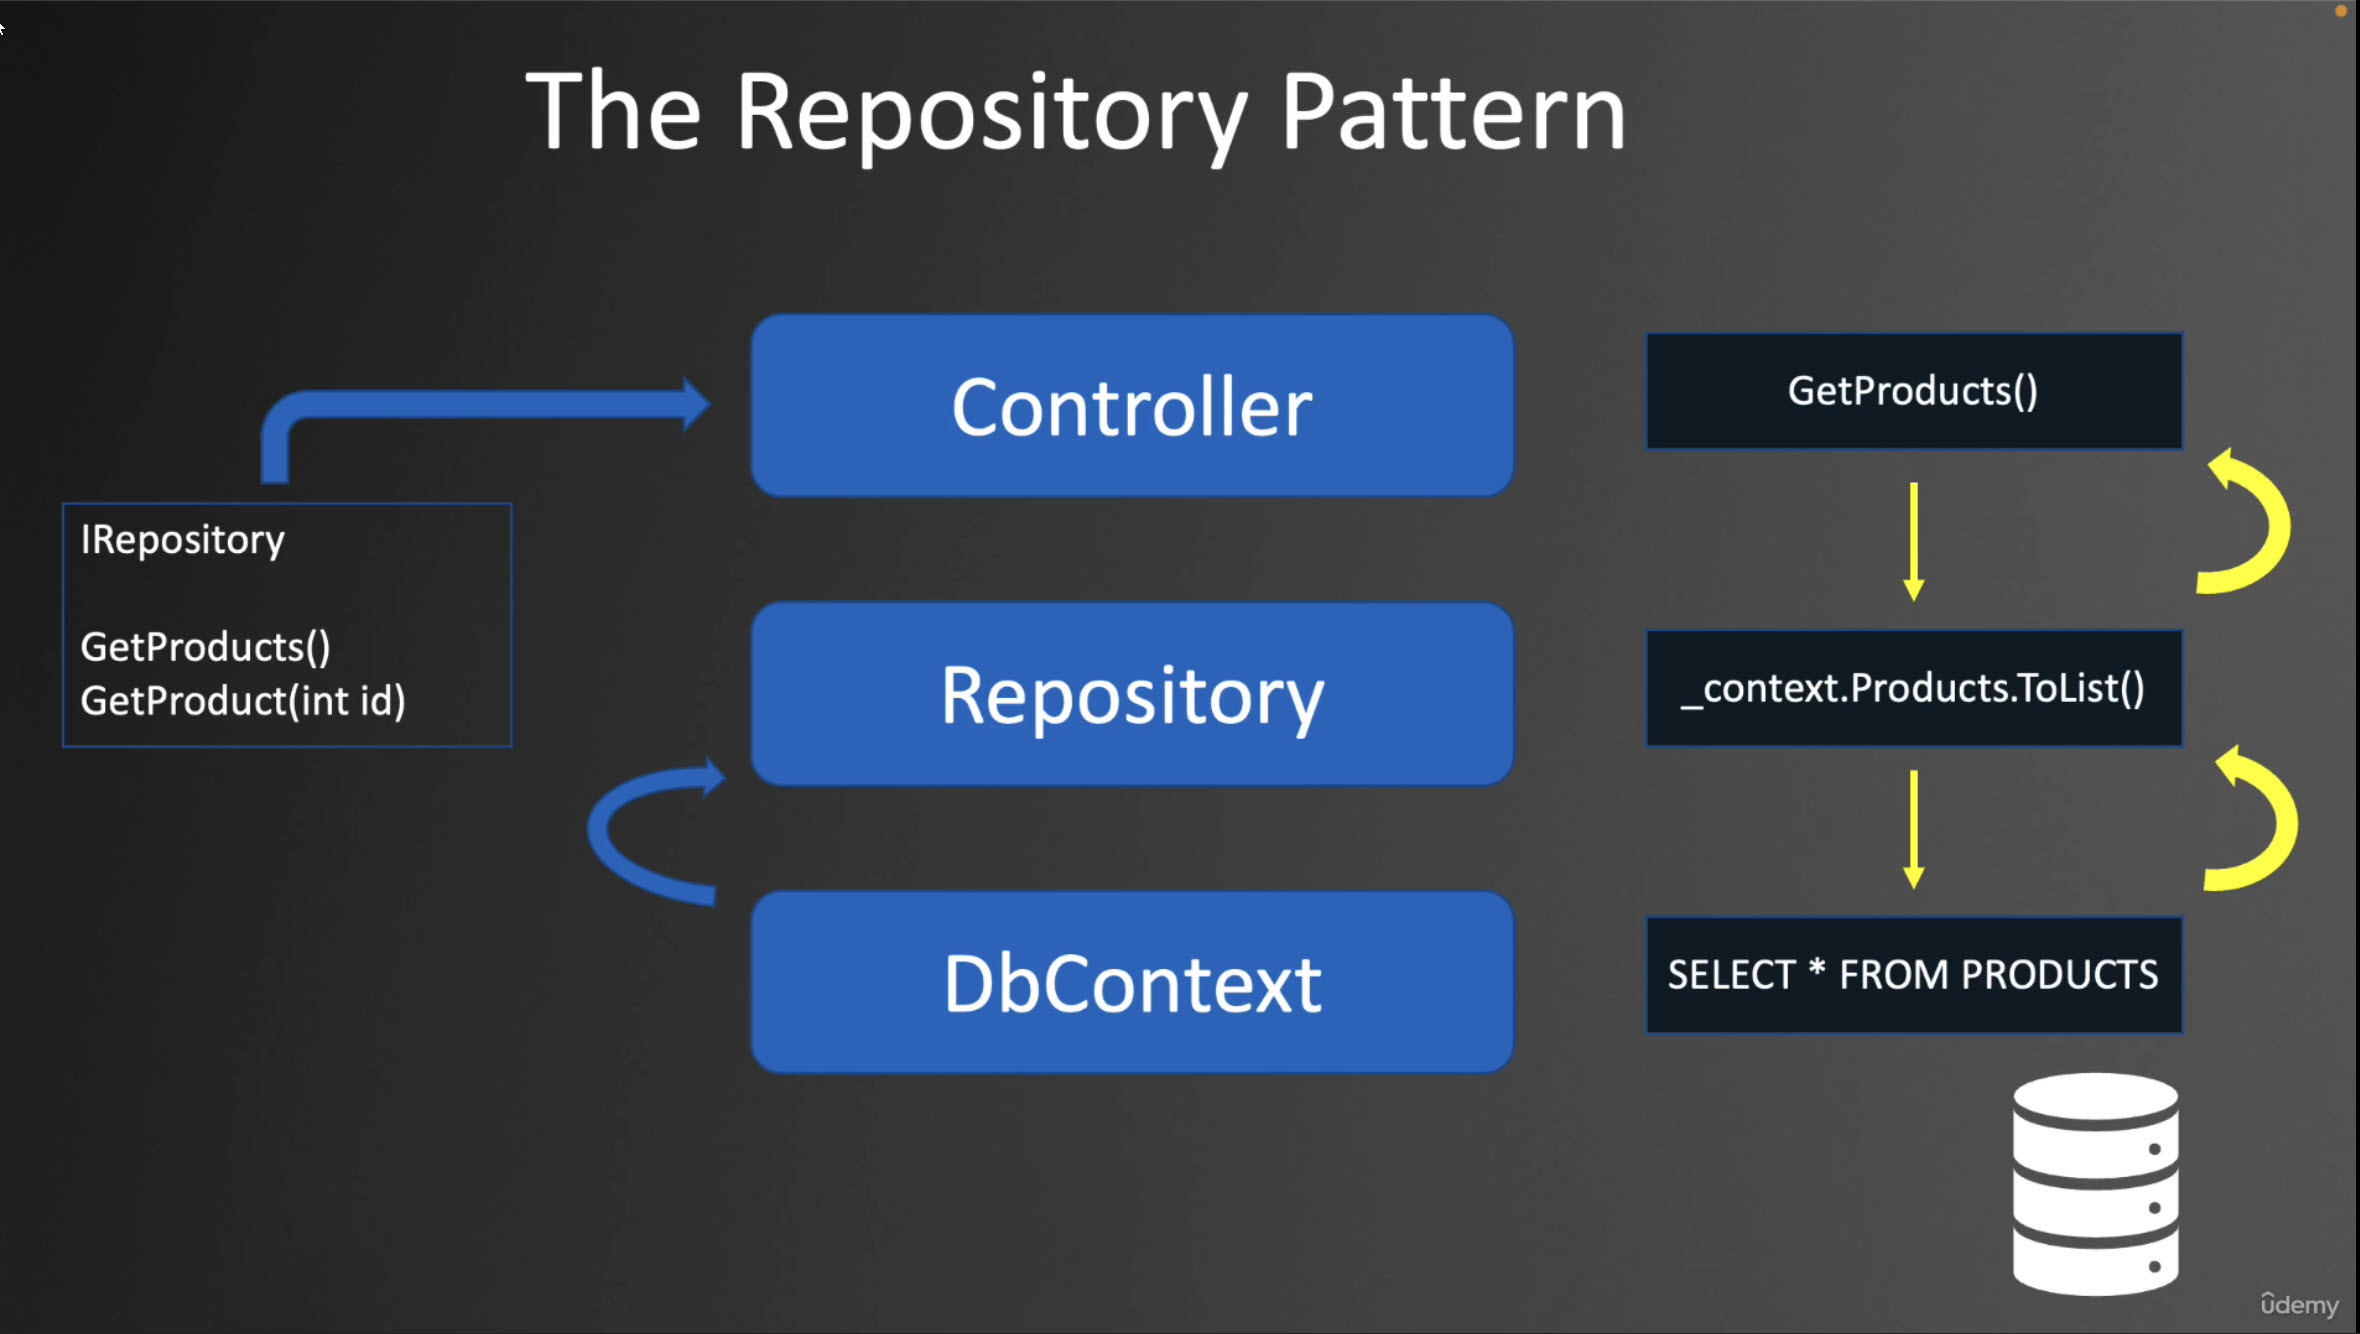 The Repository Pattern
Controller
GetProducts()
IRepository
GetProducts()
GetProduct(int id)
Repository
_context.Products.ToList()
DbContext
SELECT * FROM PRODUCTS
ûdemy